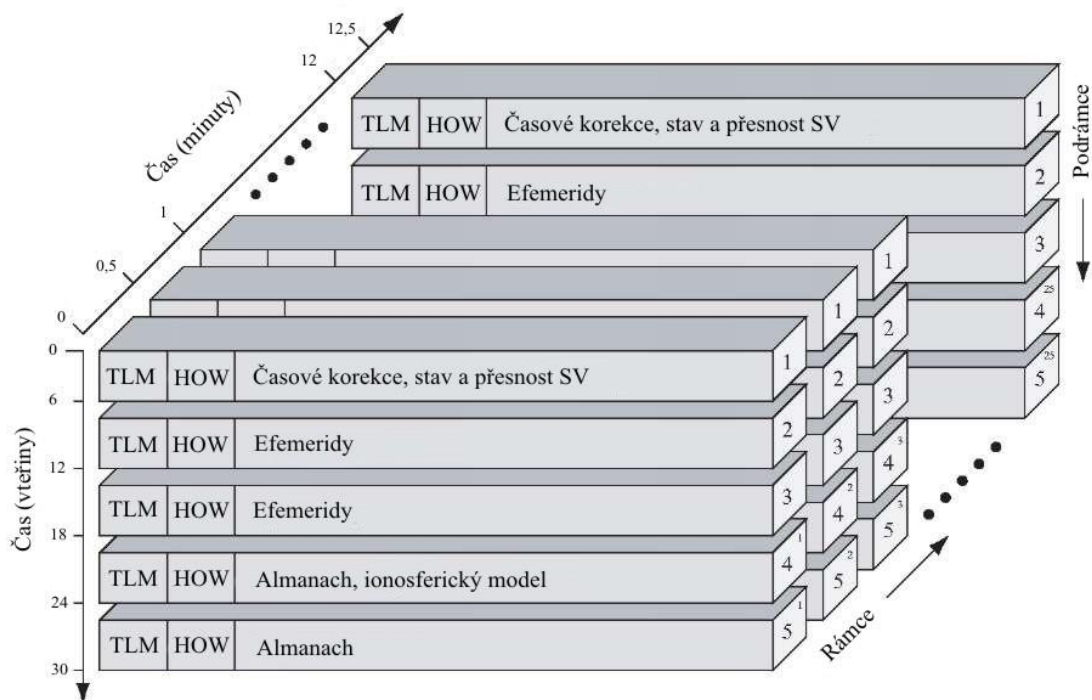 12,5
12
Čas (minuty)
1
0,5
0
TLM HOW Časové korekce, stav a přesnost SV 1
TLM HOW Efemeridy 2
3
4 25
5 25
Podrámce
1
2
3
4 3
5 3
1
2
3
4 2
5 2
0
6
12
18
24
30
Čas (vteřiny)
TLM HOW Časové korekce, stav a přesnost SV 1
TLM HOW Efemeridy 2
TLM HOW Efemeridy 3
TLM HOW Almanach, ionosferický model 4 1
TLM HOW Almanach 5 1
Rámce